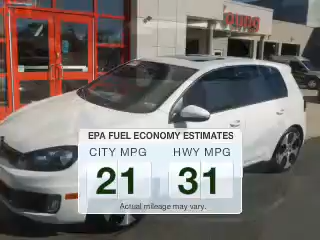 EPA FUEL ECONOMY ESTIMATES
CITY MPG HWY MPG
21 31
Actual mileage may vary.